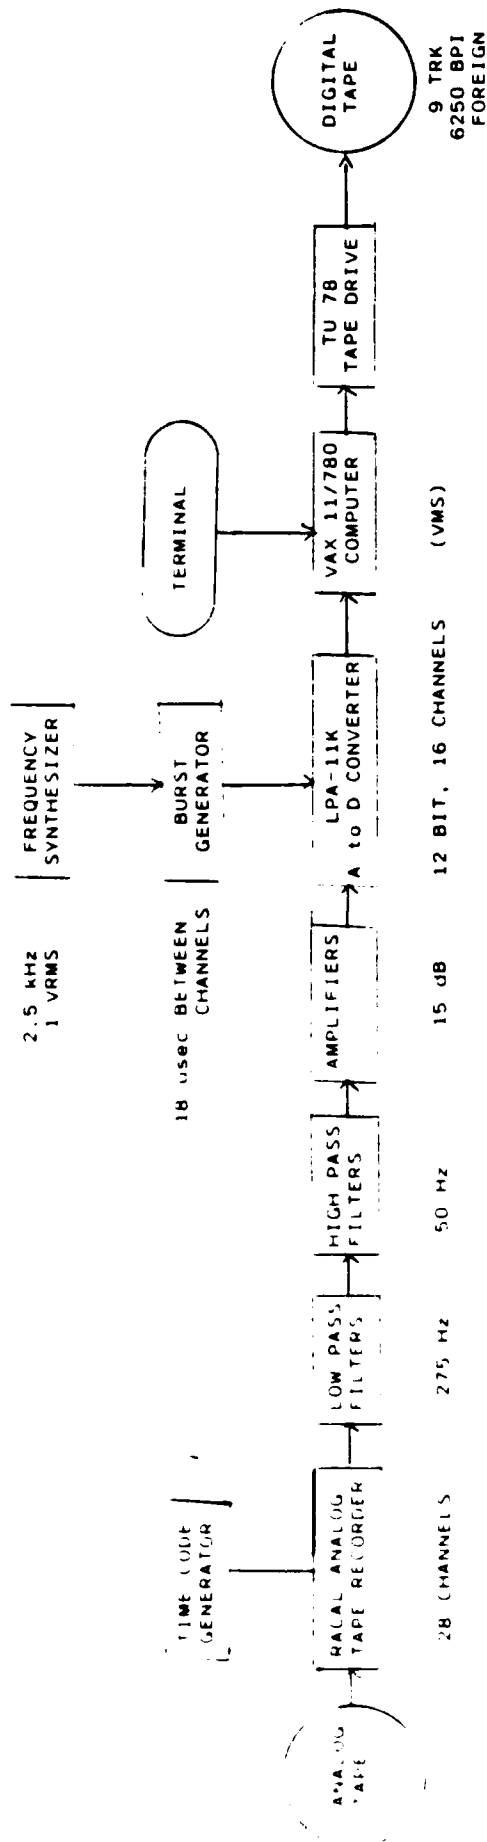 2.5 kHz
1 VRMS
FREQUENCY
SYNTHESIZER
18 usec BETWEEN
CHANNELS
BURST
GENERATOR
TERMINAL
TIME CODE
GENERATOR
ANALOG
TAPE
RACAL ANALOG
TAPE RECORDER
LOW PASS
FILTERS
HIGH PASS
FILTERS
AMPLIFIERS
LPA-11K
A to D CONVERTER
VAX 11/780
COMPUTER
TU 78
TAPE DRIVE
DIGITAL
TAPE
28 CHANNELS
275 Hz
50 Hz
15 dB
12 BIT, 16 CHANNELS
(VMS)
9 TRK
6250 BPI
FOREIGN